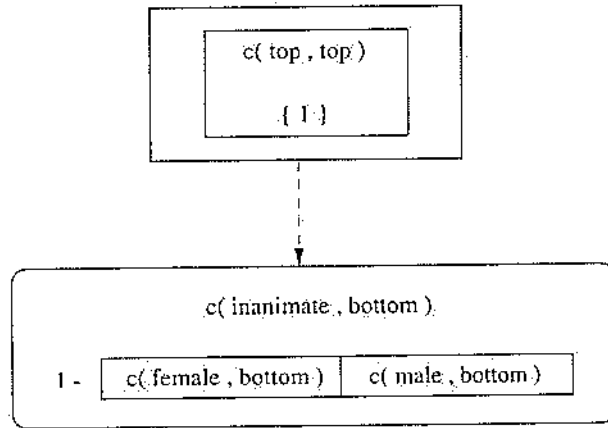 c( top , top )
{ 1 }
c( inanimate , bottom )
1 - c( female , bottom ) c( male , bottom )